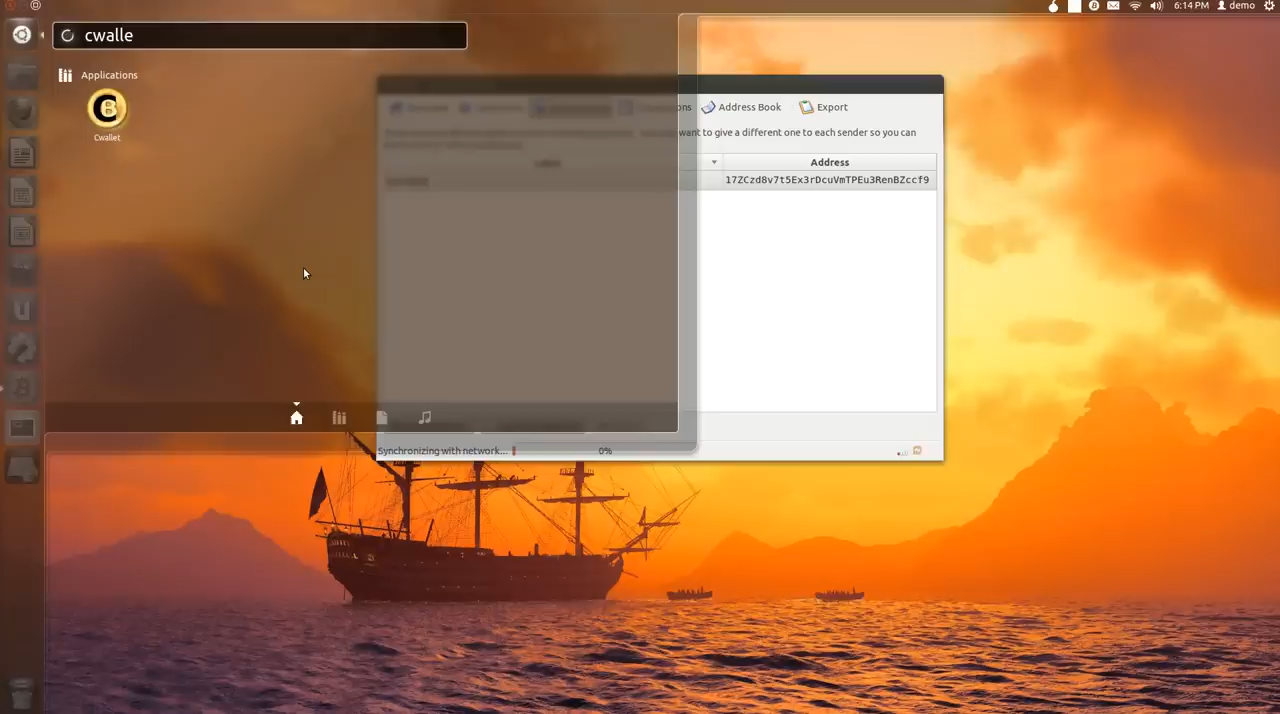 6:14 PM demo
cwalle
Applications
Cwallet
ons Address Book Export
want to give a different one to each sender so you can
Address
17ZCzd8v7t5Ex3rDcuVmTPEu3RenBZccf9
Synchronizing with network... 0%